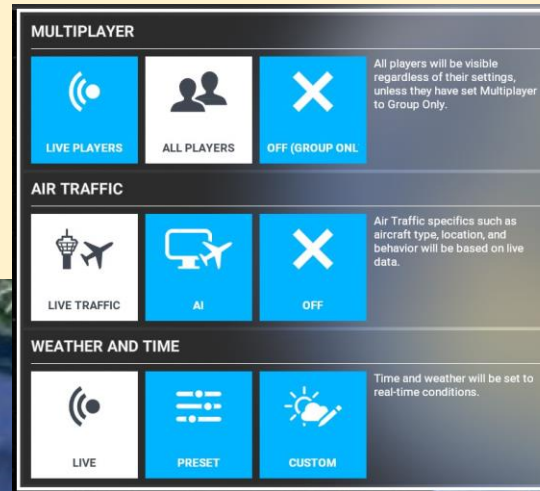 MULTIPLAYER
LIVE PLAYERS
ALL PLAYERS
OFF (GROUP ONL
All players will be visible
regardless of their settings,
unless they have set Multiplayer
to Group Only.
AIR TRAFFIC
LIVE TRAFFIC
AI
OFF
Air Traffic specifics such as
aircraft type, location, and
behavior will be based on live
data.
WEATHER AND TIME
LIVE
PRESET
CUSTOM
Time and weather will be set to
real-time conditions.